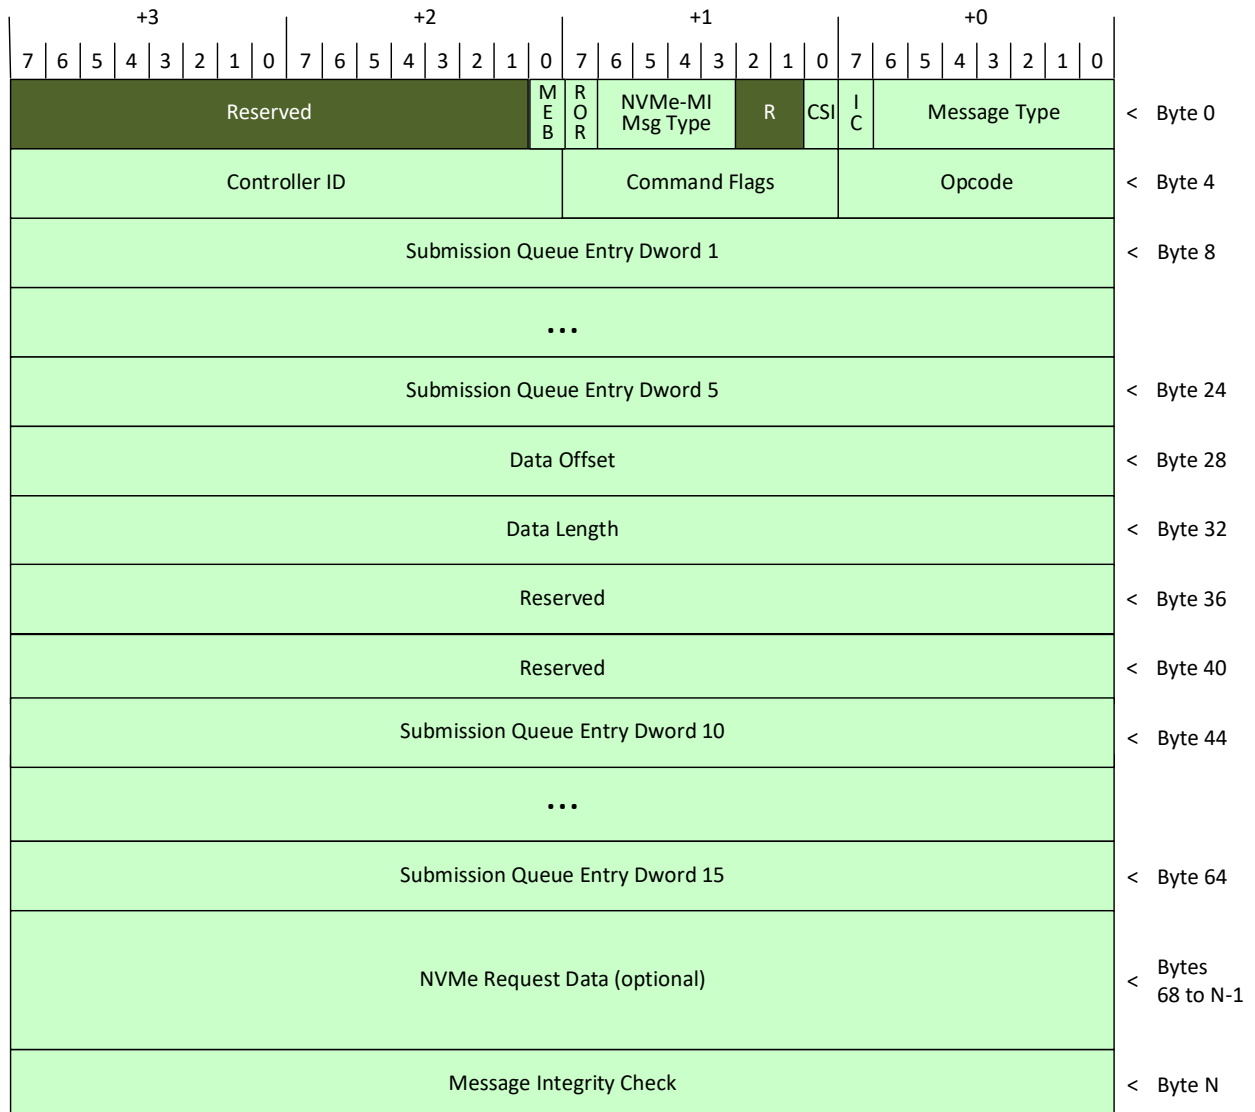 +3 +2 +1 +0
7 6 5 4 3 2 1 0 7 6 5 4 3 2 1 0 7 6 5 4 3 2 1 0 7 6 5 4 3 2 1 0
Reserved MEB ROR NVMe-MI Msg Type R CSI IC Message Type < Byte 0
Controller ID Command Flags Opcode < Byte 4
Submission Queue Entry Dword 1 < Byte 8
...
Submission Queue Entry Dword 5 < Byte 24
Data Offset < Byte 28
Data Length < Byte 32
Reserved < Byte 36
Reserved < Byte 40
Submission Queue Entry Dword 10 < Byte 44
...
Submission Queue Entry Dword 15 < Byte 64
NVMe Request Data (optional) < Bytes 68 to N-1
Message Integrity Check < Byte N